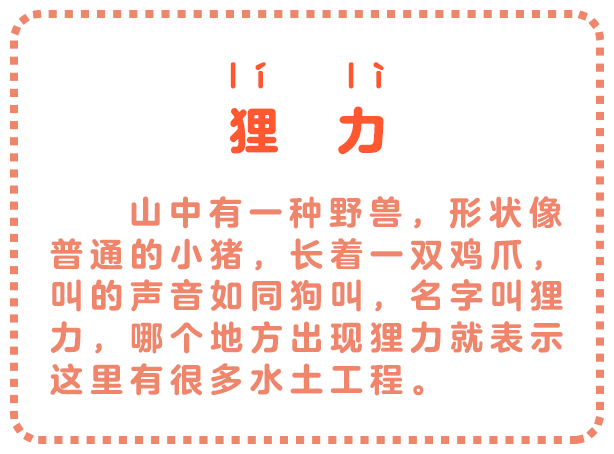 lí lì
狸 力
山中有一种野兽，形状像
普通的小猪，长着一双鸡爪，
叫的声音如同狗叫，名字叫狸
力，哪个地方出现狸力就表示
这里有很多水土工程。